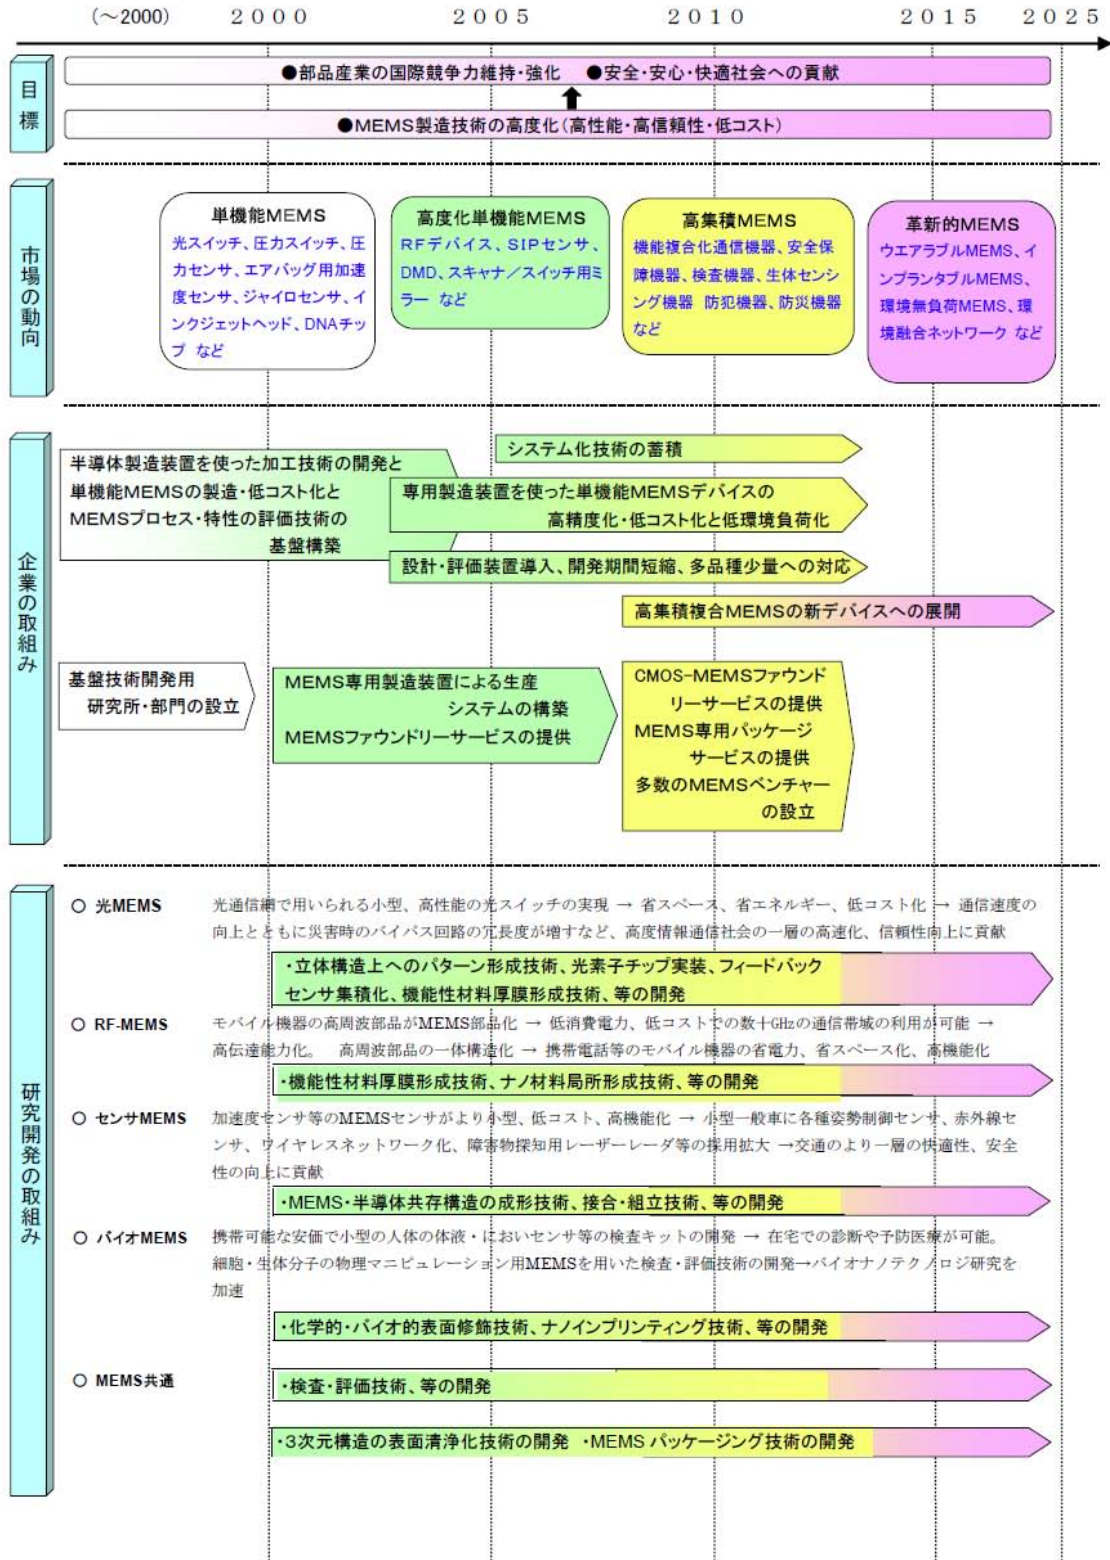 (～2000)
2000
2005
2010
2015
2025
目標
●部品産業の国際競争力維持・強化　●安全・安心・快適社会への貢献
●MEMS製造技術の高度化(高性能・高信頼性・低コスト)
市場の動向
単機能MEMS
光スイッチ、圧力スイッチ、圧
力センサ、エアバッグ用加速
度センサ、ジャイロセンサ、イ
ンクジェットヘッド、DNAチッ
プ など
高度化単機能MEMS
RFデバイス、SIPセンサ、
DMD、スキャナ／スイッチ用ミ
ラー など
高集積MEMS
機能複合化通信機器、安全保
障機器、検査機器、生体センシ
ング機器 防犯機器、防災機器
など
革新的MEMS
ウエアラブルMEMS、イ
ンプランタブルMEMS、
環境無負荷MEMS、環
境融合ネットワーク など
企業の取組み
半導体製造装置を使った加工技術の開発と
単機能MEMSの製造・低コスト化と
MEMSプロセス・特性の評価技術の
基盤構築
システム化技術の蓄積
専用製造装置を使った単機能MEMSデバイスの
高精度化・低コスト化と低環境負荷化
設計・評価装置導入、開発期間短縮、多品種少量への対応
高集積複合MEMSの新デバイスへの展開
基盤技術開発用
研究所・部門の設立
MEMS専用製造装置による生産
システムの構築
MEMSファウンドリーサービスの提供
CMOS-MEMSファウンド
リーサービスの提供
MEMS専用パッケージ
サービスの提供
多数のMEMSベンチャー
の設立
研究開発の取組み
○ 光MEMS
光通信網で用いられる小型、高性能の光スイッチの実現 → 省スペース、省エネルギー、低コスト化 → 通信速度の
向上とともに災害時のバイパス回路の冗長度が増すなど、高度情報通信社会の一層の高速化、信頼性向上に貢献
・立体構造上へのパターン形成技術、光素子チップ実装、フィードバック
センサ集積化、機能性材料厚膜形成技術、等の開発
○ RF-MEMS
モバイル機器の高周波部品がMEMS部品化 → 低消費電力、低コストでの数十GHzの通信帯域の利用が可能 →
高伝達能力化。　高周波部品の一体構造化 → 携帯電話等のモバイル機器の省電力、省スペース化、高機能化
・機能性材料厚膜形成技術、ナノ材料局所形成技術、等の開発
○ センサMEMS
加速度センサ等のMEMSセンサがより小型、低コスト、高機能化 → 小型一般車に各種姿勢制御センサ、赤外線セ
ンサ、ワイヤレスネットワーク化、障害物探知用レーザーレーダ等の採用拡大 →交通のより一層の快適性、安全
性の向上に貢献
・MEMS・半導体共存構造の成形技術、接合・組立技術、等の開発
○ バイオMEMS
携帯可能な安価で小型の人体の体液・においセンサ等の検査キットの開発 → 在宅での診断や予防医療が可能。
細胞・生体分子の物理マニピュレーション用MEMSを用いた検査・評価技術の開発→バイオナノテクノロジ研究を
加速
・化学的・バイオ的表面修飾技術、ナノインプリンティング技術、等の開発
○ MEMS共通
・検査・評価技術、等の開発
・3次元構造の表面清浄化技術の開発 ・MEMS パッケージング技術の開発